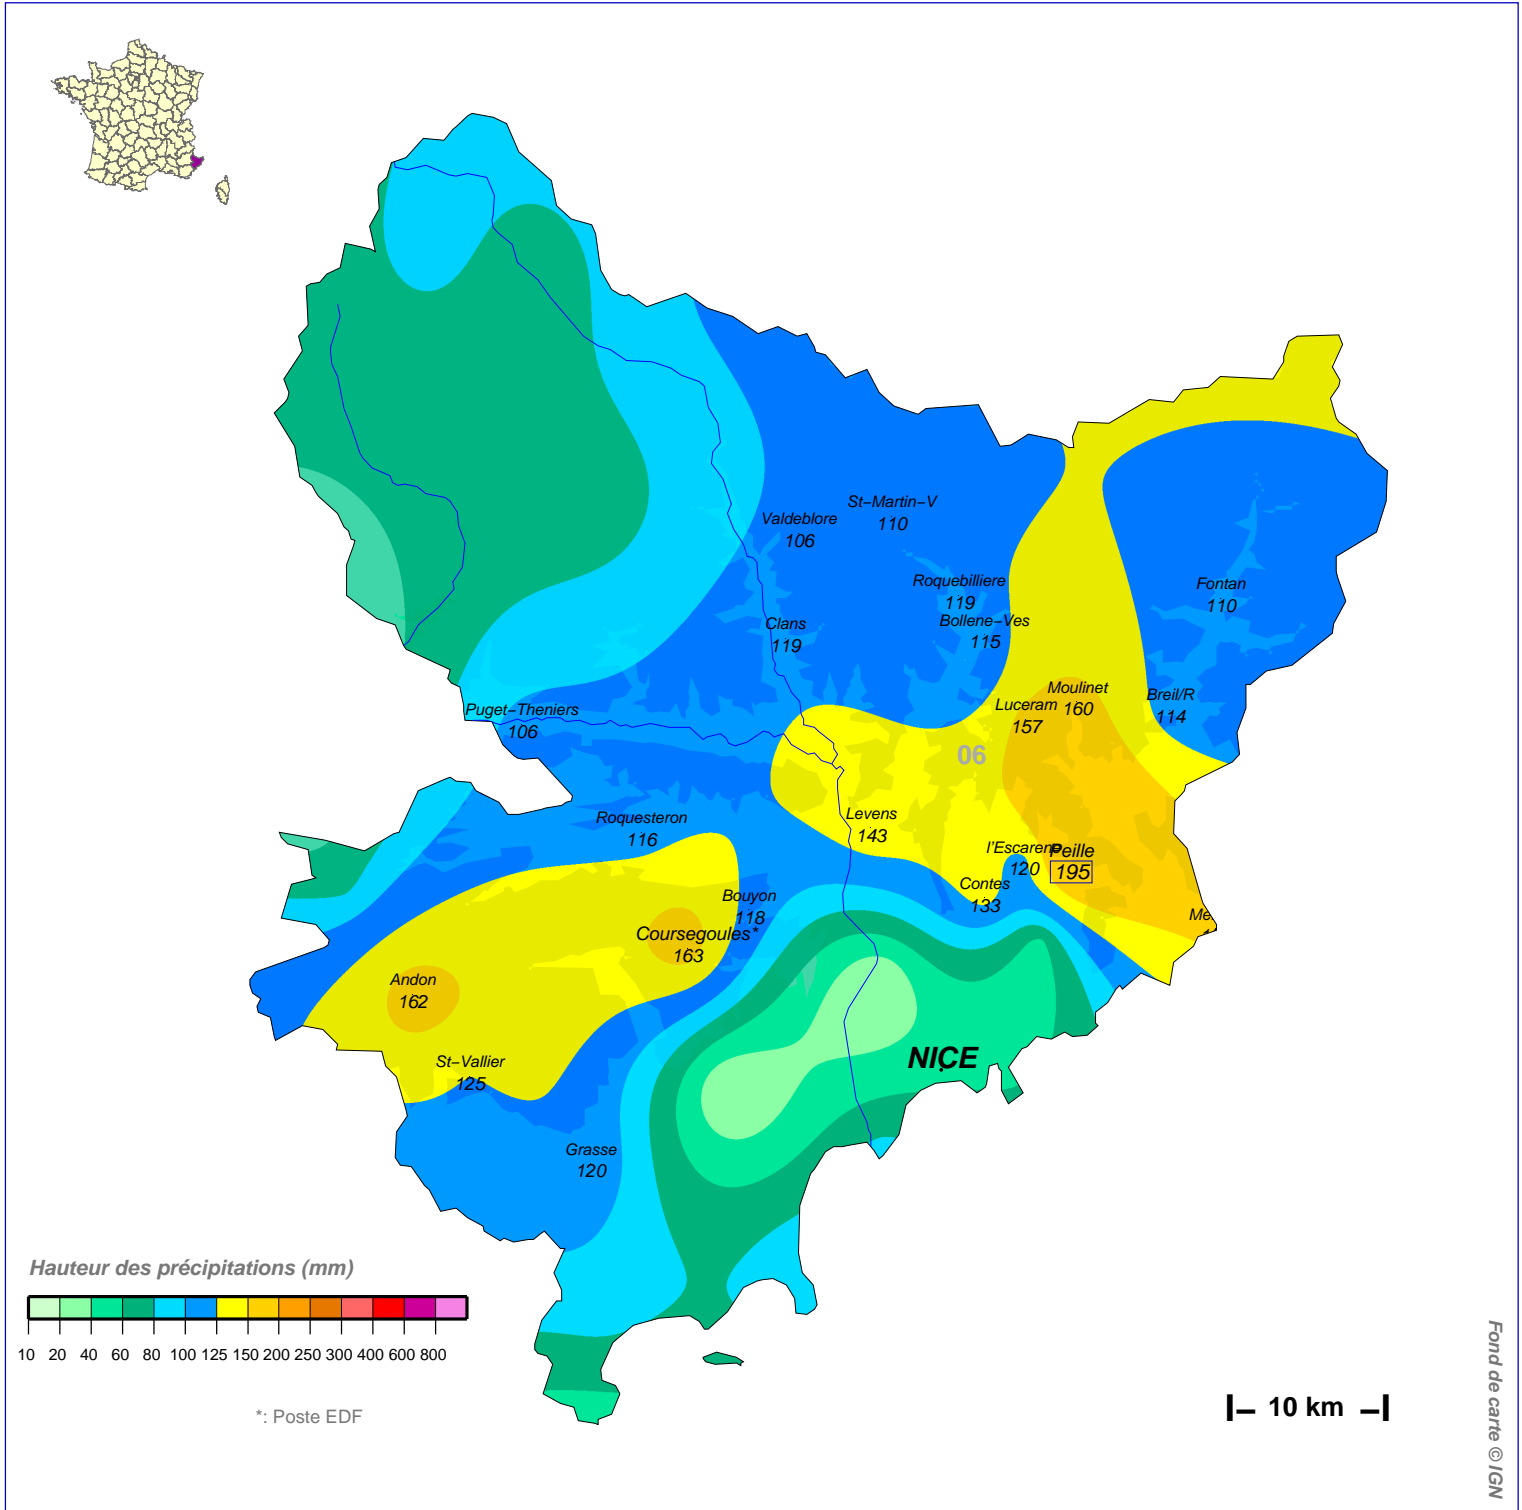 St−Martin−V
110
Valdeblore
106
Roquebilliere
119
Fontan
110
Bollene−Ves
115
Clans
119
Moulinet
160
Breil/R
114
Luceram
157
Puget−Theniers
106
06
Levens
143
Roquesteron
116
l'Escarene
120
Peille
195
Contes
133
Bouyon
118
Me
Coursegoules*
163
Andon
162
NICE
St−Vallier
125
Grasse
120
Hauteur des précipitations (mm)
10 20 40 60 80 100 125 150 200 250 300 400 600 800
*: Poste EDF
10 km
Fond de carte © IGN